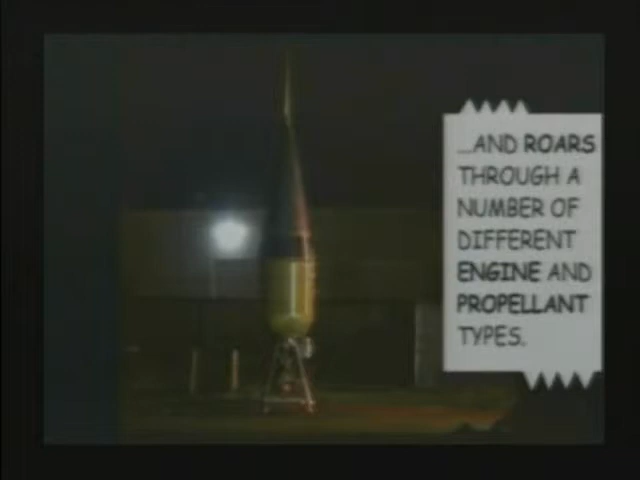 ...AND ROARS
THROUGH A
NUMBER OF
DIFFERENT
ENGINE AND
PROPELLANT
TYPES.